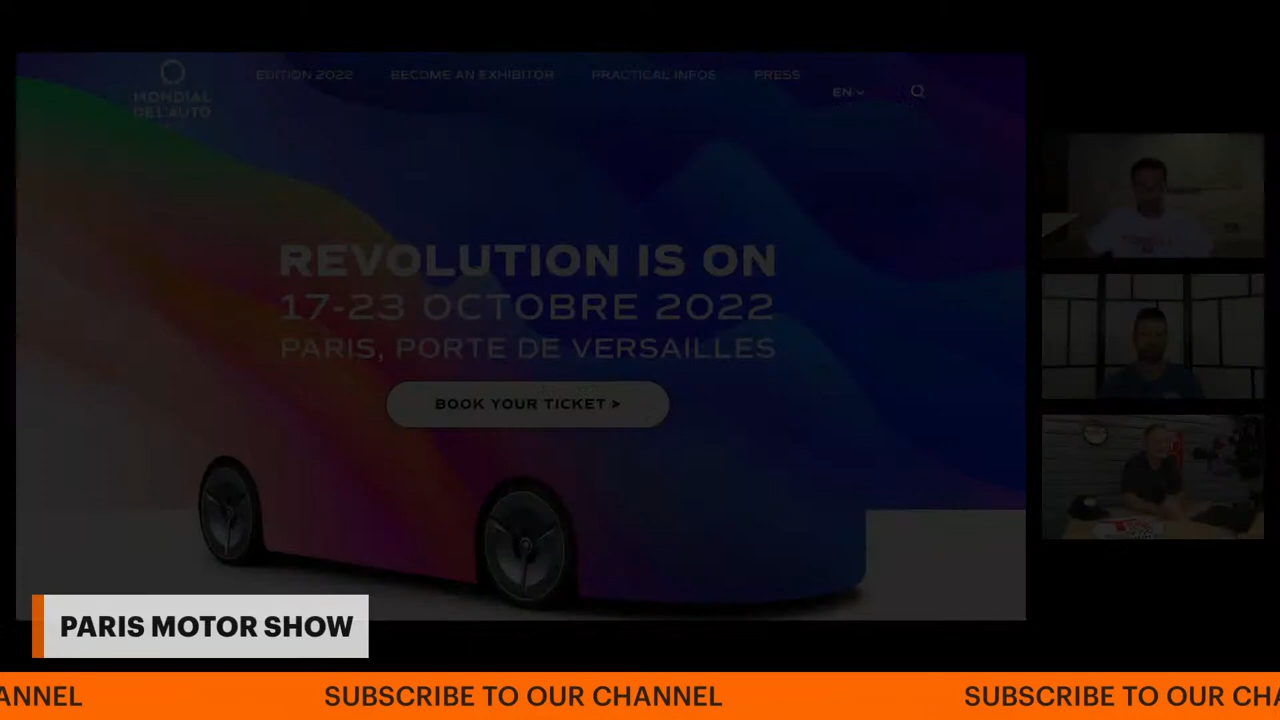 EDITION 2022
BECOME AN EXHIBITOR
PRACTICAL INFOS
PRESS
EN
MONDIAL
DE L'AUTO
REVOLUTION IS ON
17-23 OCTOBRE 2022
PARIS, PORTE DE VERSAILLES
BOOK YOUR TICKET >
PARIS MOTOR SHOW
ANNEL
SUBSCRIBE TO OUR CHANNEL
SUBSCRIBE TO OUR CHA